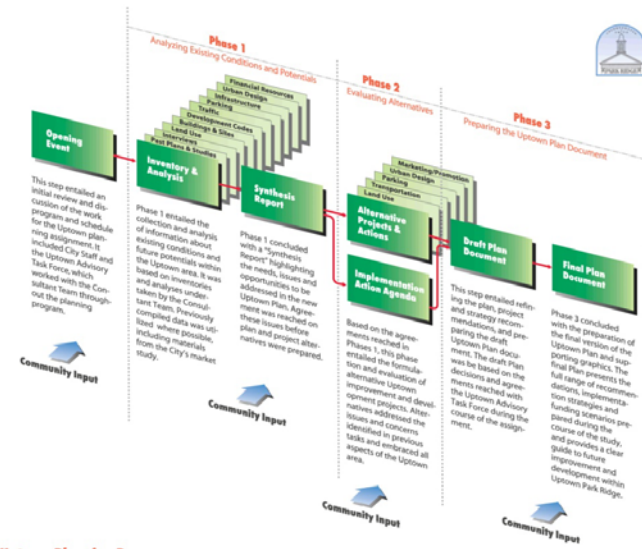 Phase 1
Analyzing Existing Conditions and Potentials
Phase 2
Evaluating Alternatives
Phase 3
Preparing the Uptown Plan Document
Opening
Event
This step entailed an
initial review and dis-
cussion of the work
program and schedule
for the Uptown plan-
ning assignment. It
included City Staff and
the Uptown Advisory
Task Force, which
worked with the Con-
sultant Team through-
out the planning
program.
Community Input
Financial Resources
Urban Design
Infrastructure
Parking
Traffic
Development Codes
Buildings & Sites
Land Use
Interviews
Past Plans & Studies
Inventory &
Analysis
Phase 1 entailed the
collection and analysis
of information about
existing conditions and
future potentials within
the Uptown area. It was
based on inventories
and analyses under-
taken by the Consul-
tant Team. Previously
compiled data was uti-
lized where possible,
including materials
from the City's market
study.
Synthesis
Report
Phase 1 concluded
with a "Synthesis
Report" highlighting
the needs, issues and
opportunities to be
addressed in the new
Uptown Plan. Agree-
ment was reached on
these issues before
plan and project alter-
natives were prepared.
Community Input
Marketing/Promotion
Urban Design
Parking
Transportation
Land Use
Alternative
Projects &
Actions
Implementation
Action Agenda
Based on the agree-
ments reached in
Phases 1, this phase
entailed the formula-
tion and evaluation of
alternative Uptown
improvement and devel-
opment projects. Alter-
natives addressed the
issues and concerns
identified in previous
tasks and embraced all
aspects of the Uptown
area.
Community Input
Draft Plan
Document
This step entailed refin-
ing the plan, project
and strategy recom-
mendations, and pre-
paring the draft
Uptown Plan docu-
ment. The draft Plan
was be based on the
decisions and agree-
ments reached with
the Uptown Advisory
Task Force during the
course of the assign-
ment.
Final Plan
Document
Phase 3 concluded
with the preparation of
the final version of the
Uptown Plan and sup-
porting graphics. The
final Plan presents the
full range of recommen-
dations, implementa-
tion strategies and
funding scenarios pre-
pared during the
course of the study,
and provides a clear
guide to future
improvement and
development within
Uptown Park Ridge.
Community Input